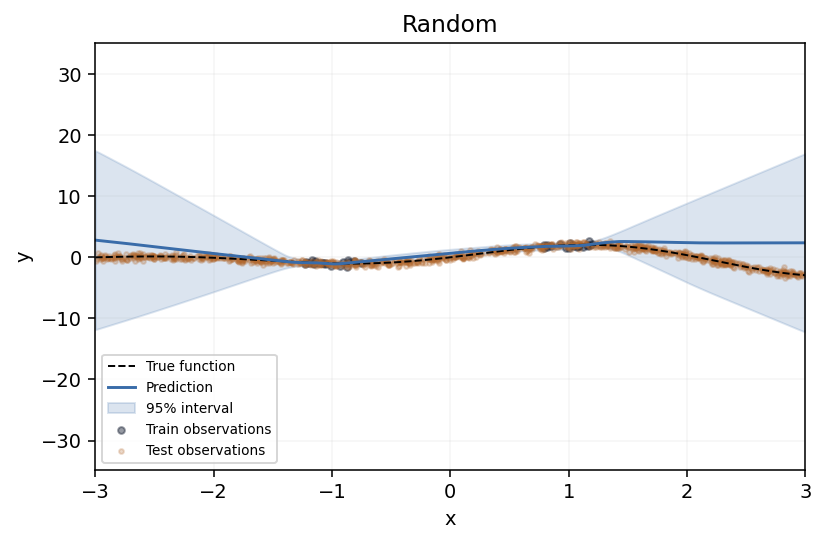 Random
30
20
10
0
−10
−20
−30
y
True function
Prediction
95% interval
Train observations
Test observations
−3 −2 −1 0 1 2 3
x